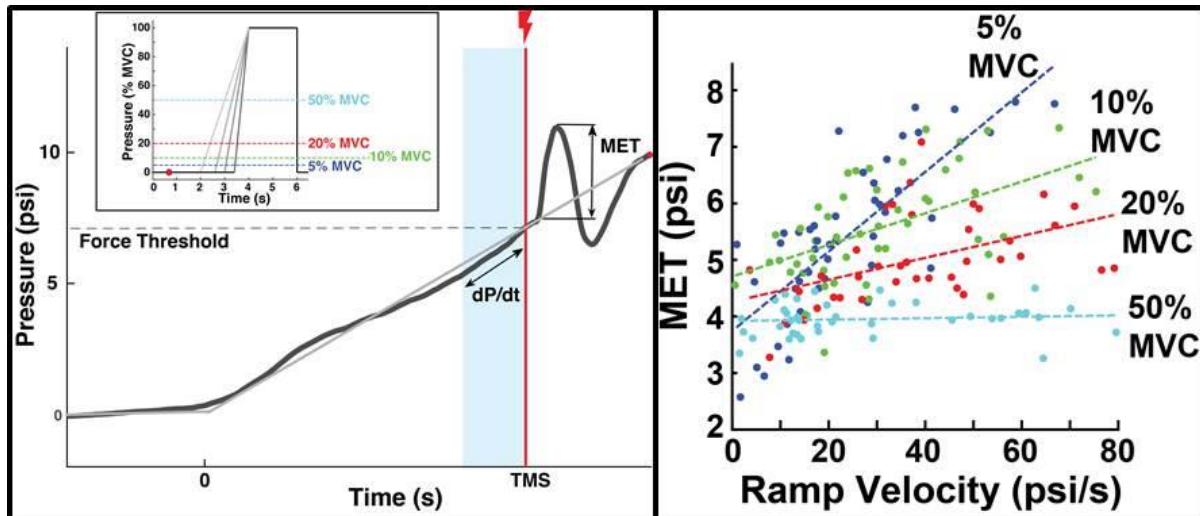 100
80
60
40
20
0
Pressure (% MVC)
50% MVC
20% MVC
10% MVC
5% MVC
0 1 2 3 4 5 6
Time (s)
10
5
0
Pressure (psi)
Force Threshold
MET
dP/dt
0
TMS
Time (s)
5%
MVC
10%
MVC
20%
MVC
50%
MVC
8
7
6
5
4
3
2
MET (psi)
0 20 40 60 80
Ramp Velocity (psi/s)